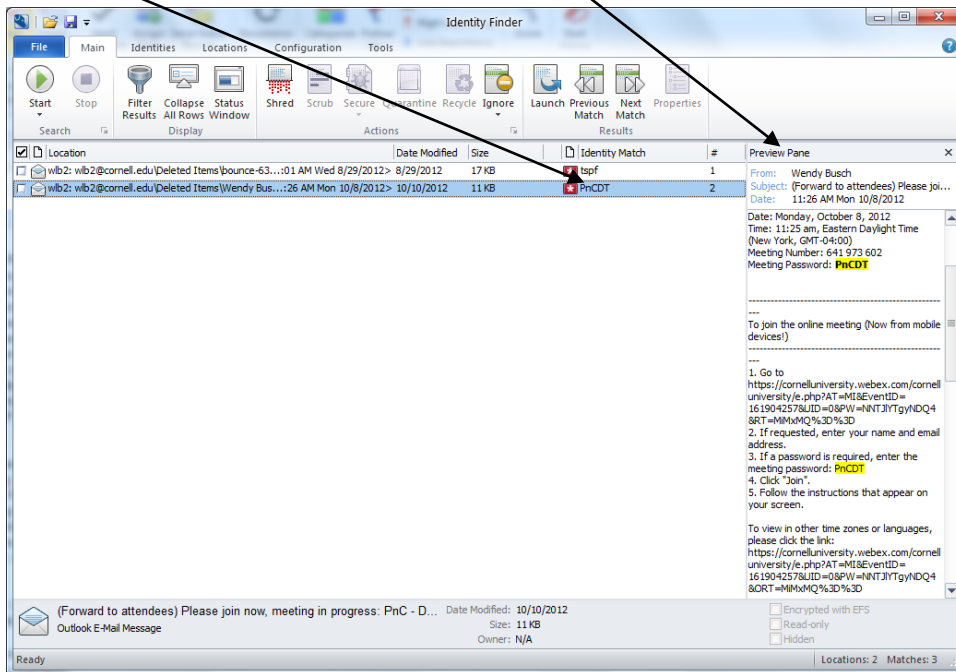 Identity Finder
File Main Identities Locations Configuration Tools
Start Stop Filter Results Collapse All Rows Status Window Shred Scrub Secure Quarantine Recycle Ignore Launch Previous Match Next Match Properties
Search Display Actions Results
Location Date Modified Size Identity Match # Preview Pane
wlb2: wlb2@cornell.edu\Deleted Items\bounce-63...:01 AM Wed 8/29/2012> 8/29/2012 17 KB tspf 1
wlb2: wlb2@cornell.edu\Deleted Items\Wendy Bus...:26 AM Mon 10/8/2012> 10/10/2012 11 KB PnCDT 2
From: Wendy Busch
Subject: (Forward to attendees) Please joi...
Date: 11:26 AM Mon 10/8/2012
Date: Monday, October 8, 2012
Time: 11:25 am, Eastern Daylight Time
(New York, GMT-04:00)
Meeting Number: 641 973 602
Meeting Password: PnCDT
-------------------------------------------------------
---
To join the online meeting (Now from mobile
devices!)
-------------------------------------------------------
---
1. Go to
https://cornelluniversity.webex.com/cornell
university/e.php?AT=MI&EventID=
161904257&UID=0&PW=NNTJlYTgyNDQ4
&RT=MiMxMQ%3D%3D
2. If requested, enter your name and email
address.
3. If a password is required, enter the
meeting password: PnCDT
4. Click "Join".
5. Follow the instructions that appear on
your screen.
To view in other time zones or languages,
please click the link:
https://cornelluniversity.webex.com/cornell
university/e.php?AT=MI&EventID=
161904257&UID=0&PW=NNTJlYTgyNDQ4
&ORT=MiMxMQ%3D%3D
(Forward to attendees) Please join now, meeting in progress: PnC - D... Date Modified: 10/10/2012
Outlook E-Mail Message
Size: 11 KB
Owner: N/A
Encrypted with EFS
Read-only
Hidden
Ready Locations: 2 Matches: 3